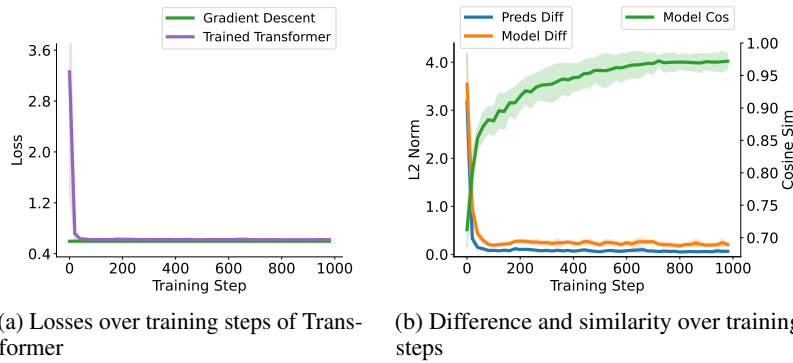 Gradient Descent
Trained Transformer
3.6
2.8
2.0
1.2
0.4
Loss
0 200 400 600 800 1000
Training Step
(a) Losses over training steps of Trans-
former
Preds Diff
Model Diff
Model Cos
4.0
3.0
2.0
1.0
0.0
L2 Norm
1.00
0.95
0.90
0.85
0.80
0.75
0.70
Cosine Sim
0 200 400 600 800 1000
Training Step
(b) Difference and similarity over training
steps